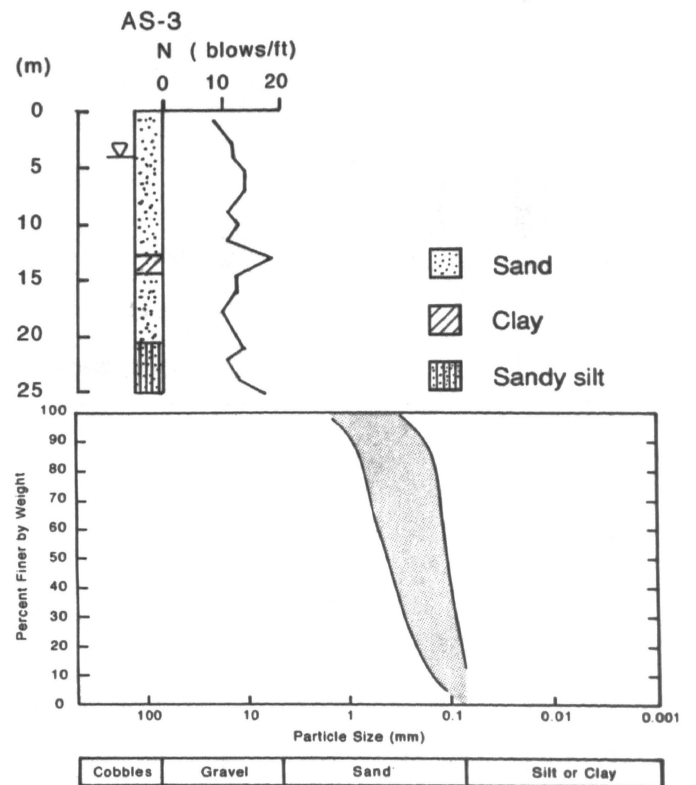 AS-3
N ( blows/ft)
(m)
0 10 20
0
5
10
15
20
25
Sand
Clay
Sandy silt
Percent Finer by Weight
100
90
80
70
60
50
40
30
20
10
0
100 10 1 0.1 0.01 0.001
Particle Size (mm)
Cobbles Gravel Sand Silt or Clay